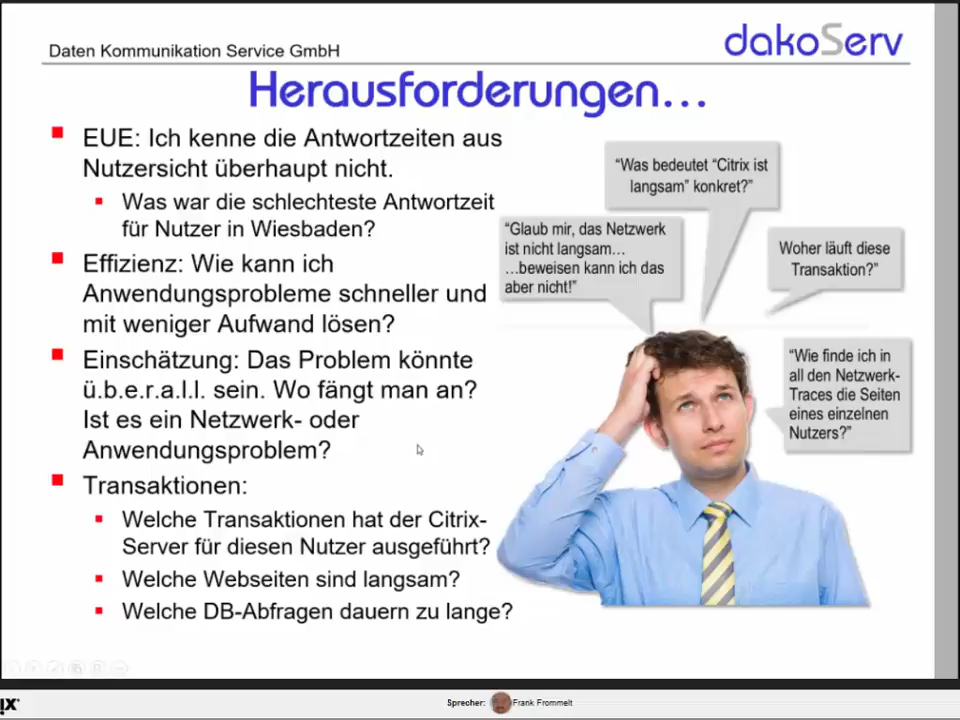 Daten Kommunikation Service GmbH
dakoServ
Herausforderungen...
EUE: Ich kenne die Antwortzeiten aus
Nutzersicht überhaupt nicht.
Was war die schlechteste Antwortzeit
für Nutzer in Wiesbaden?
Effizienz: Wie kann ich
Anwendungsprobleme schneller und
mit weniger Aufwand lösen?
Einschätzung: Das Problem könnte
ü.b.e.r.a.l.l. sein. Wo fängt man an?
Ist es ein Netzwerk- oder
Anwendungsproblem?
Transaktionen:
Welche Transaktionen hat der Citrix-
Server für diesen Nutzer ausgeführt?
Welche Webseiten sind langsam?
Welche DB-Abfragen dauern zu lange?
“Was bedeutet “Citrix ist
langsam” konkret?”
“Glaub mir, das Netzwerk
ist nicht langsam…
…beweisen kann ich das
aber nicht!”
Woher läuft diese
Transaktion?”
“Wie finde ich in
all den Netzwerk-
Traces die Seiten
eines einzelnen
Nutzers?”
Sprecher: Frank Frommelt